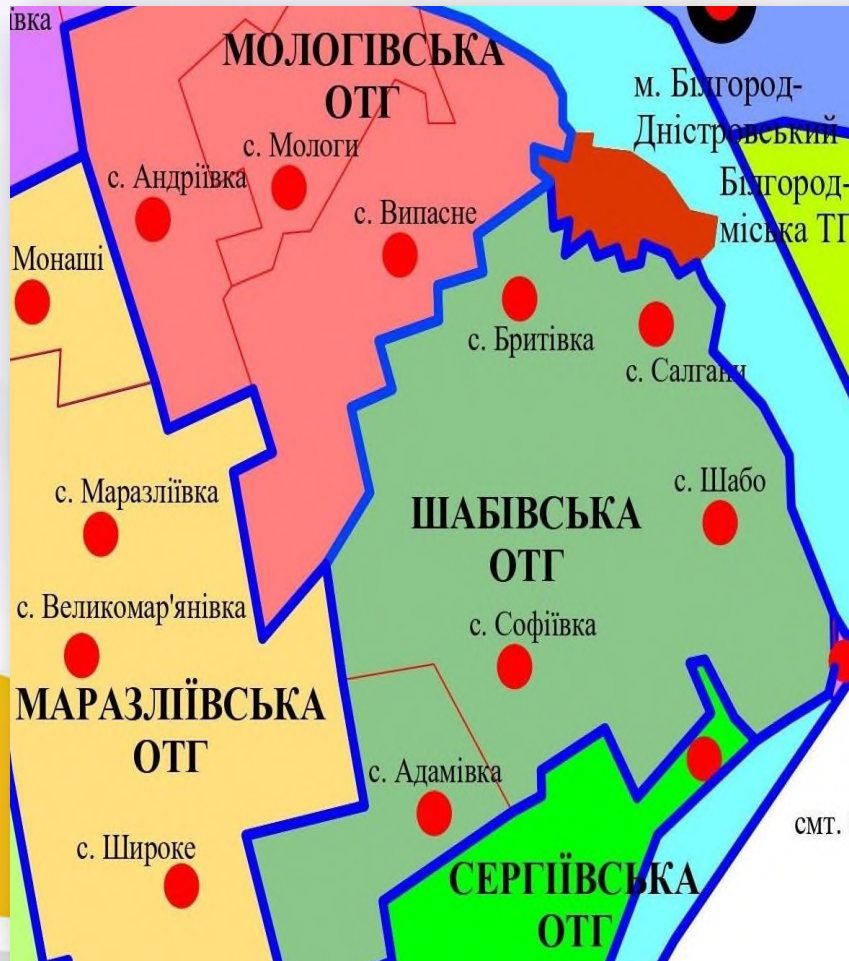 івка
МОЛОГІВСЬКА
ОТГ
м. Білгород-
Дністровський
с. Мологи
с. Андріївка
Білгород-
міська ТГ
с. Випасне
Монаші
с. Бритівка
с. Салгани
с. Маразліївка
с. Шабо
ШАБІВСЬКА
ОТГ
с. Великомар'янівка
с. Софіївка
МАРАЗЛІЇВСЬКА
ОТГ
с. Адамівка
смт.
с. Широке
СЕРГІЇВСЬКА
ОТГ